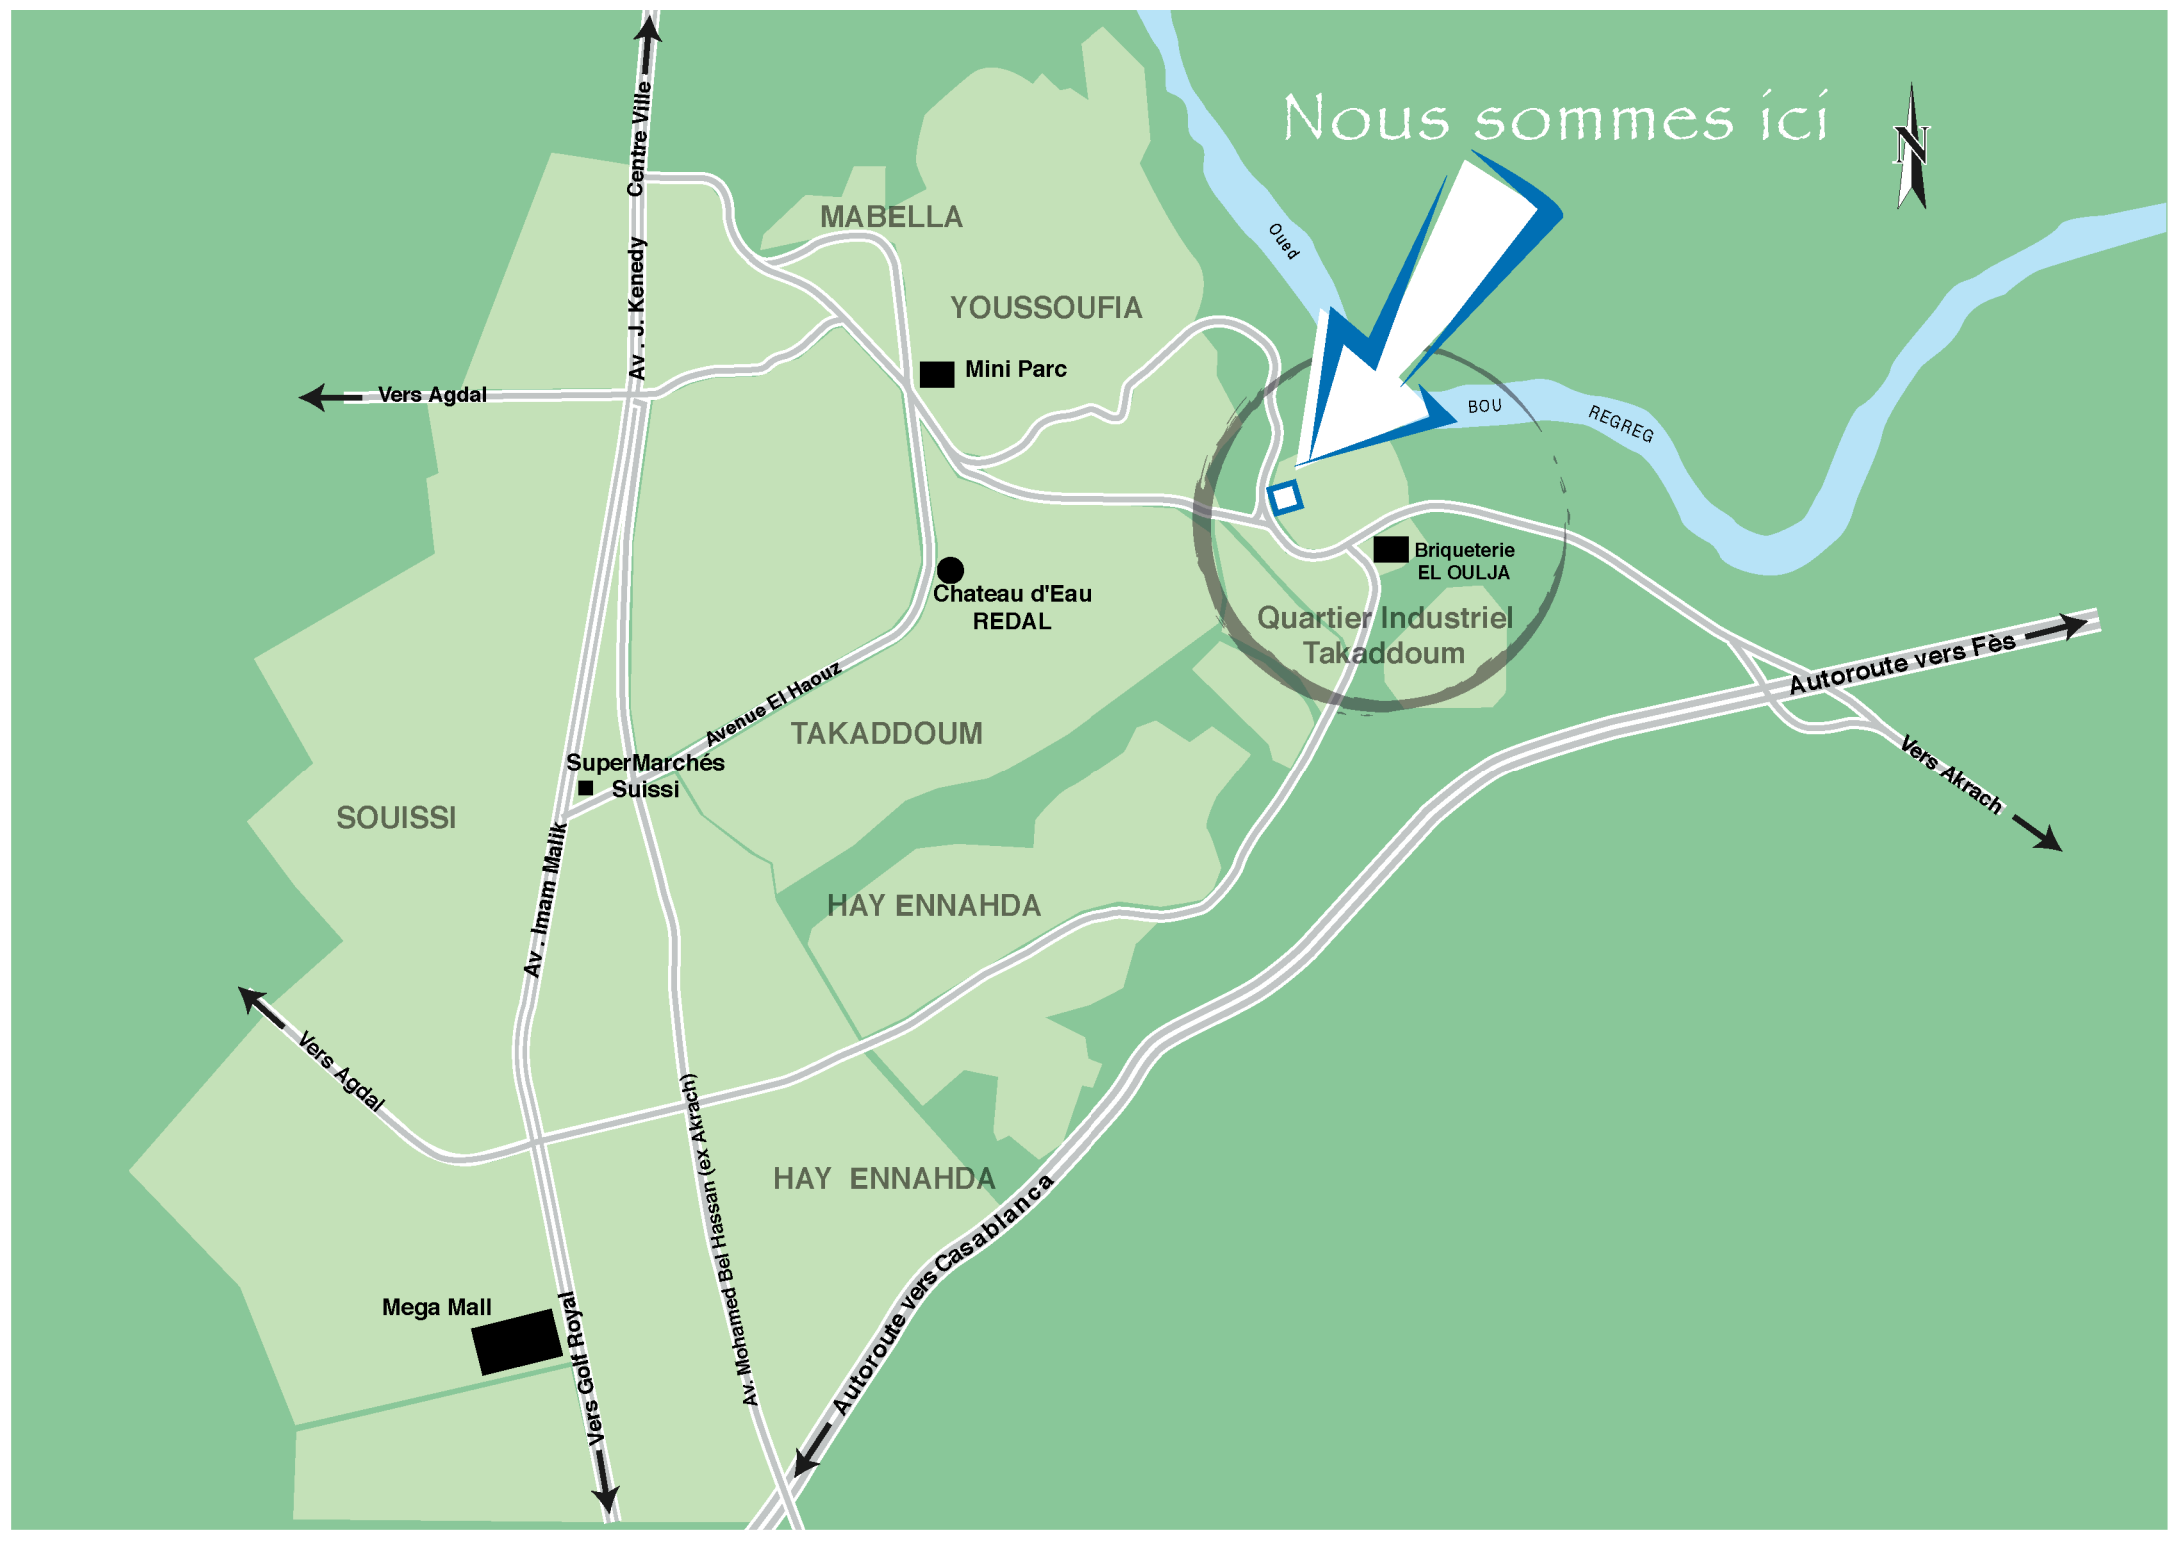 Nous sommes ici
N
Centre Ville
Av . J. Kenedy
MABELLA
Oued
YOUSSOUFIA
Mini Parc
Vers Agdal
BOU
REGREG
Briqueterie
EL OULJA
Chateau d'Eau
REDAL
Quartier Industriel
Takaddoum
Autoroute vers Fès
Avenue El Haouz
TAKADDOUM
SuperMarchés
Suissi
Vers Akrach
SOUISSI
Av . Imam Malik
HAY ENNAHDA
Vers Agdal
Av. Mohamed Bel Hassan (ex Akrach)
HAY ENNAHDA
Autoroute vers Casablanca
Mega Mall
Vers Golf Royal